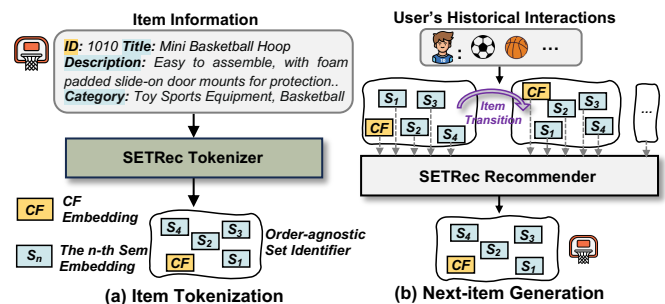 Item Information
ID: 1010 Title: Mini Basketball Hoop
Description: Easy to assemble, with foam
padded slide-on door mounts for protection..
Category: Toy Sports Equipment, Basketball
SETRec Tokenizer
CF
CF
Embedding
Sn
The n-th Sem
Embedding
S4
S3
S2
CF
S1
Order-agnostic
Set Identifier
(a) Item Tokenization
User's Historical Interactions
: ...
S1
S3
CF
S2
S4
Item
Transition
CF
S3
S2
S1
S4
...
SETRec Recommender
S4
S3
S2
CF
S1
(b) Next-item Generation